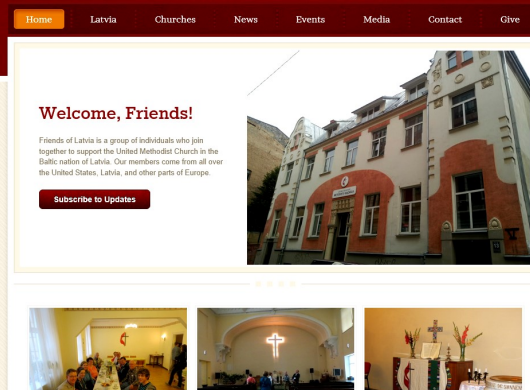 Home Latvia Churches News Events Media Contact Give
Welcome, Friends!
Friends of Latvia is a group of individuals who join
together to support the United Methodist Church in the
Baltic nation of Latvia. Our members come from all over
the United States, Latvia, and other parts of Europe.
Subscribe to Updates